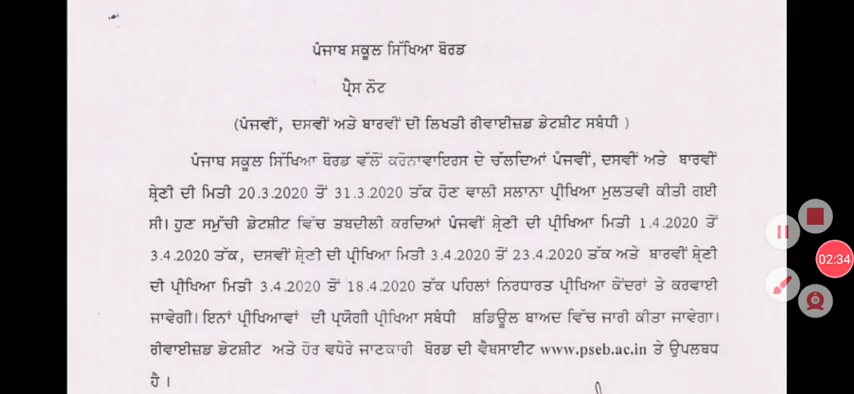 ਪੰਜਾਬ ਸਕੂਲ ਸਿੱਖਿਆ ਬੋਰਡ
ਪ੍ਰੈਸ ਨੋਟ
(ਪੰਜਵੀਂ, ਦਸਵੀਂ ਅਤੇ ਬਾਰਵੀਂ ਦੀ ਲਿਖਤੀ ਰੀਵਾਈਜ਼ਡ ਡੇਟਸ਼ੀਟ ਸਬੰਧੀ )
ਪੰਜਾਬ ਸਕੂਲ ਸਿੱਖਿਆ ਬੋਰਡ ਵੱਲੋਂ ਕਰੋਨਾਵਾਇਰਸ ਦੇ ਚੱਲਦਿਆਂ ਪੰਜਵੀਂ, ਦਸਵੀਂ ਅਤੇ ਬਾਰਵੀਂ
ਸ਼੍ਰੇਣੀ ਦੀ ਮਿਤੀ 20.3.2020 ਤੋਂ 31.3.2020 ਤੱਕ ਹੋਣ ਵਾਲੀ ਸਲਾਨਾ ਪ੍ਰੀਖਿਆ ਮੁਲਤਵੀ ਕੀਤੀ ਗਈ
ਸੀ। ਹੁਣ ਸਮੁੱਚੀ ਡੇਟਸ਼ੀਟ ਵਿੱਚ ਤਬਦੀਲੀ ਕਰਦਿਆਂ ਪੰਜਵੀਂ ਸ਼੍ਰੇਣੀ ਦੀ ਪ੍ਰੀਖਿਆ ਮਿਤੀ 1.4.2020 ਤੋਂ
3.4.2020 ਤੱਕ, ਦਸਵੀਂ ਸ਼੍ਰੇਣੀ ਦੀ ਪ੍ਰੀਖਿਆ ਮਿਤੀ 3.4.2020 ਤੋਂ 23.4.2020 ਤੱਕ ਅਤੇ ਬਾਰਵੀਂ ਸ਼੍ਰੇਣੀ
ਦੀ ਪ੍ਰੀਖਿਆ ਮਿਤੀ 3.4.2020 ਤੋਂ 18.4.2020 ਤੱਕ ਪਹਿਲਾਂ ਨਿਰਧਾਰਤ ਪ੍ਰੀਖਿਆ ਕੇਂਦਰਾਂ ਤੇ ਕਰਵਾਈ
ਜਾਵੇਗੀ। ਇਨਾਂ ਪ੍ਰੀਖਿਆਵਾਂ ਦੀ ਪ੍ਰਯੋਗੀ ਪ੍ਰੀਖਿਆ ਸਬੰਧੀ ਸ਼ਡਿਊਲ ਬਾਅਦ ਵਿੱਚ ਜਾਰੀ ਕੀਤਾ ਜਾਵੇਗਾ।
ਰੀਵਾਈਜ਼ਡ ਡੇਟਸ਼ੀਟ ਅਤੇ ਹੋਰ ਵਧੇਰੇ ਜਾਣਕਾਰੀ ਬੋਰਡ ਦੀ ਵੈਬਸਾਈਟ www.pseb.ac.in ਤੇ ਉਪਲਬਧ
ਹੈ ।
02:34